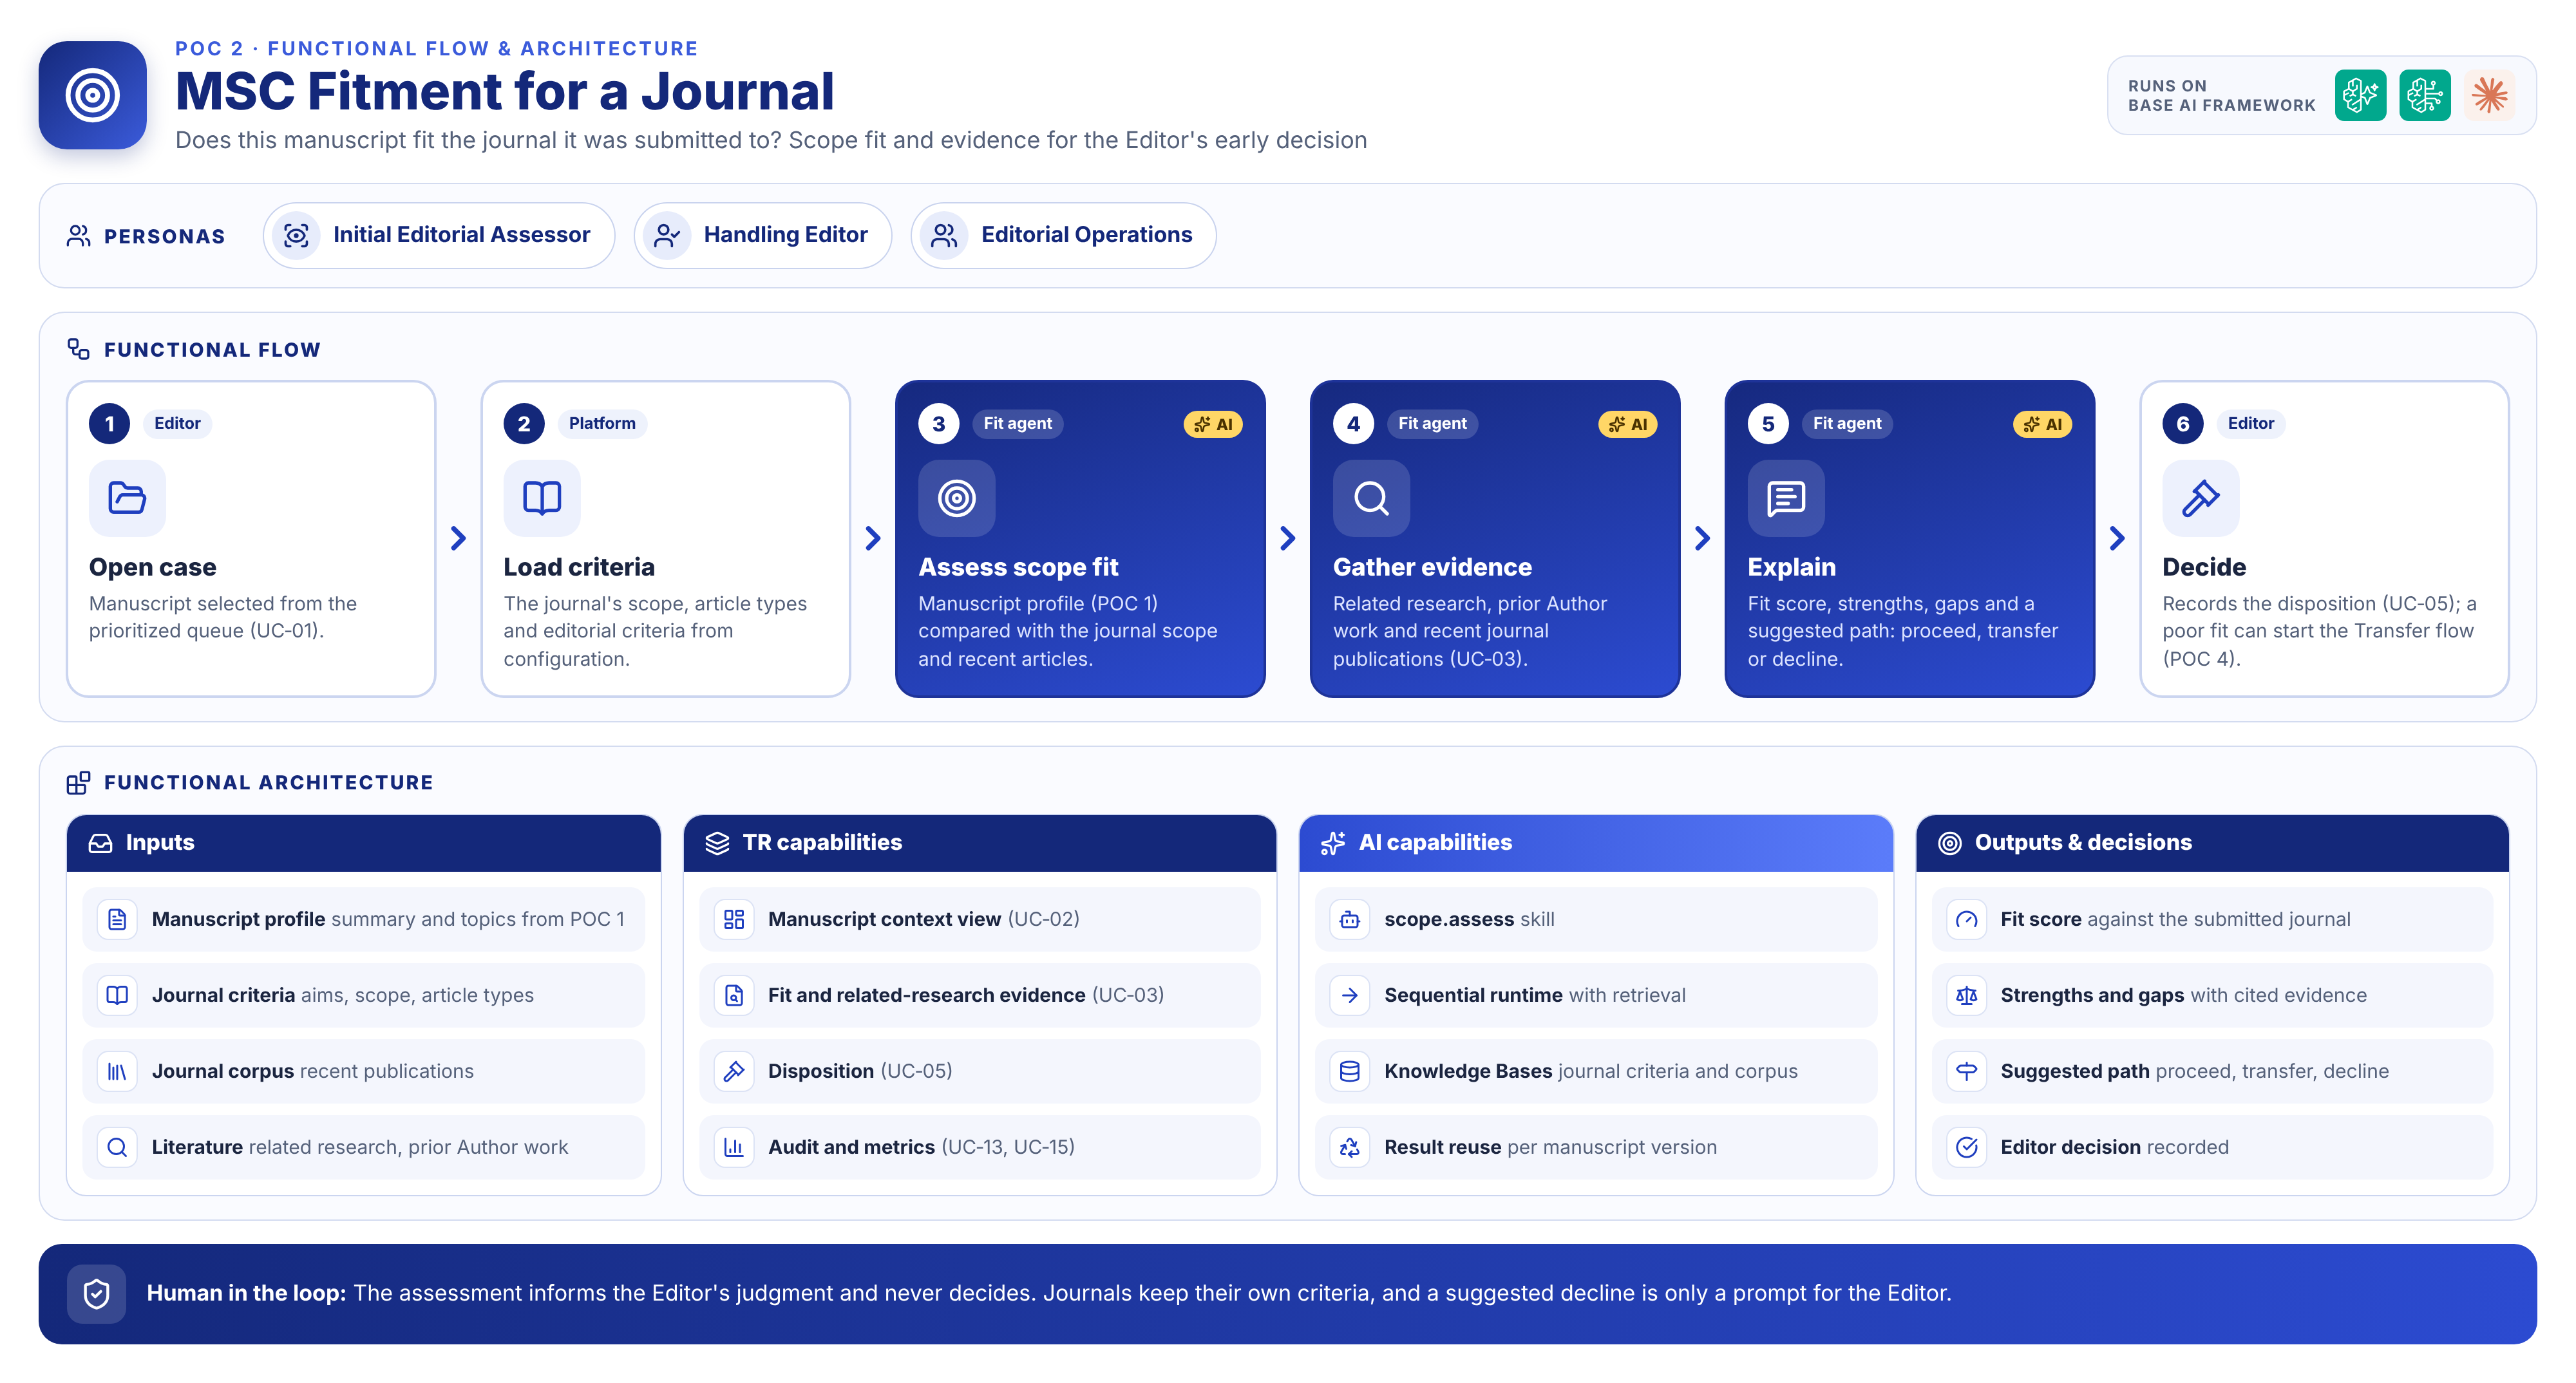 POC 2 · FUNCTIONAL FLOW & ARCHITECTURE
MSC Fitment for a Journal
Does this manuscript fit the journal it was submitted to? Scope fit and evidence for the Editor's early decision
RUNS ON
BASE AI FRAMEWORK
PERSONAS
Initial Editorial Assessor
Handling Editor
Editorial Operations
FUNCTIONAL FLOW
1 Editor
Open case
Manuscript selected from the
prioritized queue (UC-01).
2 Platform
Load criteria
The journal's scope, article types
and editorial criteria from
configuration.
3 Fit agent AI
Assess scope fit
Manuscript profile (POC 1)
compared with the journal scope
and recent articles.
4 Fit agent AI
Gather evidence
Related research, prior Author
work and recent journal
publications (UC-03).
5 Fit agent AI
Explain
Fit score, strengths, gaps and a
suggested path: proceed, transfer
or decline.
6 Editor
Decide
Records the disposition (UC-05); a
poor fit can start the Transfer flow
(POC 4).
FUNCTIONAL ARCHITECTURE
Inputs
Manuscript profile summary and topics from POC 1
Journal criteria aims, scope, article types
Journal corpus recent publications
Literature related research, prior Author work
TR capabilities
Manuscript context view (UC-02)
Fit and related-research evidence (UC-03)
Disposition (UC-05)
Audit and metrics (UC-13, UC-15)
AI capabilities
scope.assess skill
Sequential runtime with retrieval
Knowledge Bases journal criteria and corpus
Result reuse per manuscript version
Outputs & decisions
Fit score against the submitted journal
Strengths and gaps with cited evidence
Suggested path proceed, transfer, decline
Editor decision recorded
Human in the loop: The assessment informs the Editor's judgment and never decides. Journals keep their own criteria, and a suggested decline is only a prompt for the Editor.